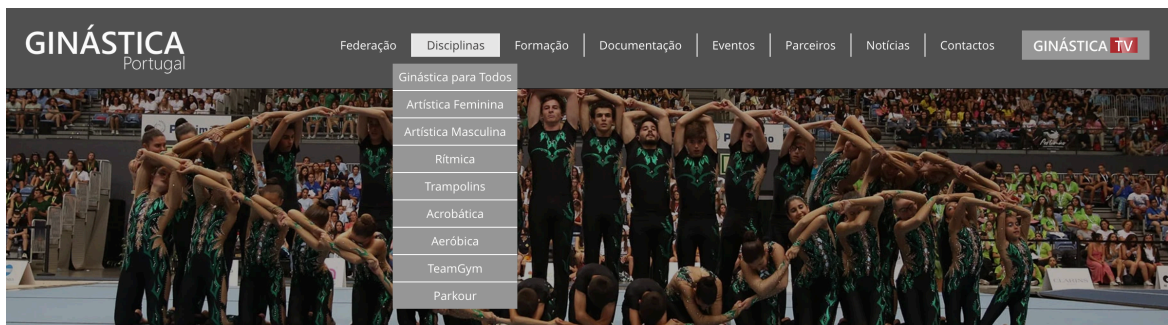 GINÁSTICA
Portugal
Federação
Disciplinas
Formação
Documentação
Eventos
Parceiros
Notícias
Contactos
GINÁSTICA TV
Ginástica para Todos
Artística Feminina
Artística Masculina
Rítmica
Trampolins
Acrobática
Aeróbica
TeamGym
Parkour